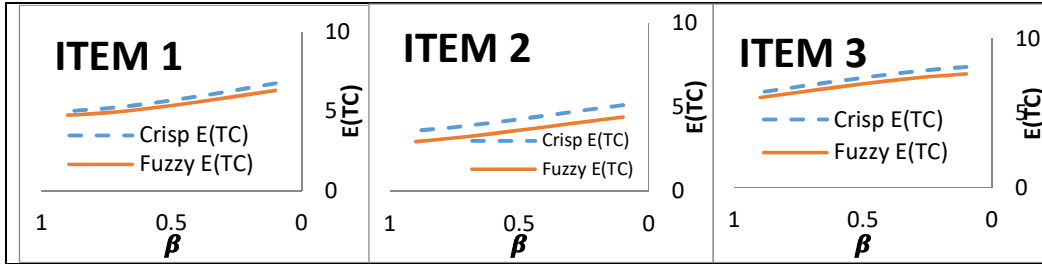 ITEM 1
10
5
0
E(TC)
Crisp E(TC)
Fuzzy E(TC)
1 0.5 0
β
ITEM 2
10
5
0
E(TC)
Crisp E(TC)
Fuzzy E(TC)
1 0.5 0
β
ITEM 3
10
5
0
E(TC)
Crisp E(TC)
Fuzzy E(TC)
1 0.5 0
β